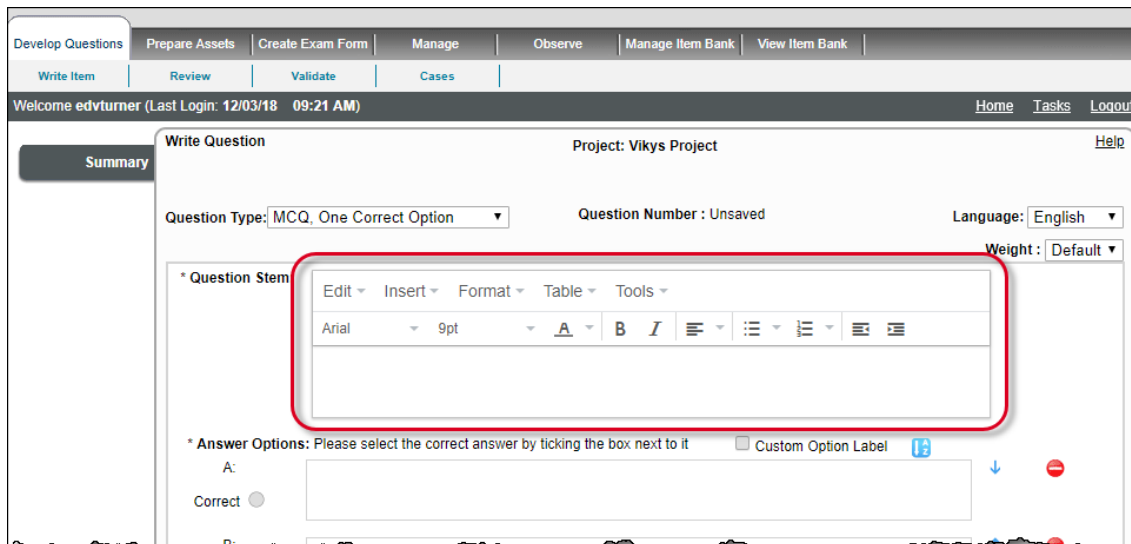 Develop Questions Prepare Assets Create Exam Form Manage Observe Manage Item Bank View Item Bank
Write Item Review Validate Cases
Welcome edvturner (Last Login: 12/03/18 09:21 AM) Home Tasks Logout
Summary
Write Question Project: Vikys Project Help
Question Type: MCQ, One Correct Option Question Number : Unsaved Language: English
Weight : Default
* Question Stem
Edit Insert Format Table Tools
Arial 9pt A B I
* Answer Options: Please select the correct answer by ticking the box next to it Custom Option Label
A:
Correct